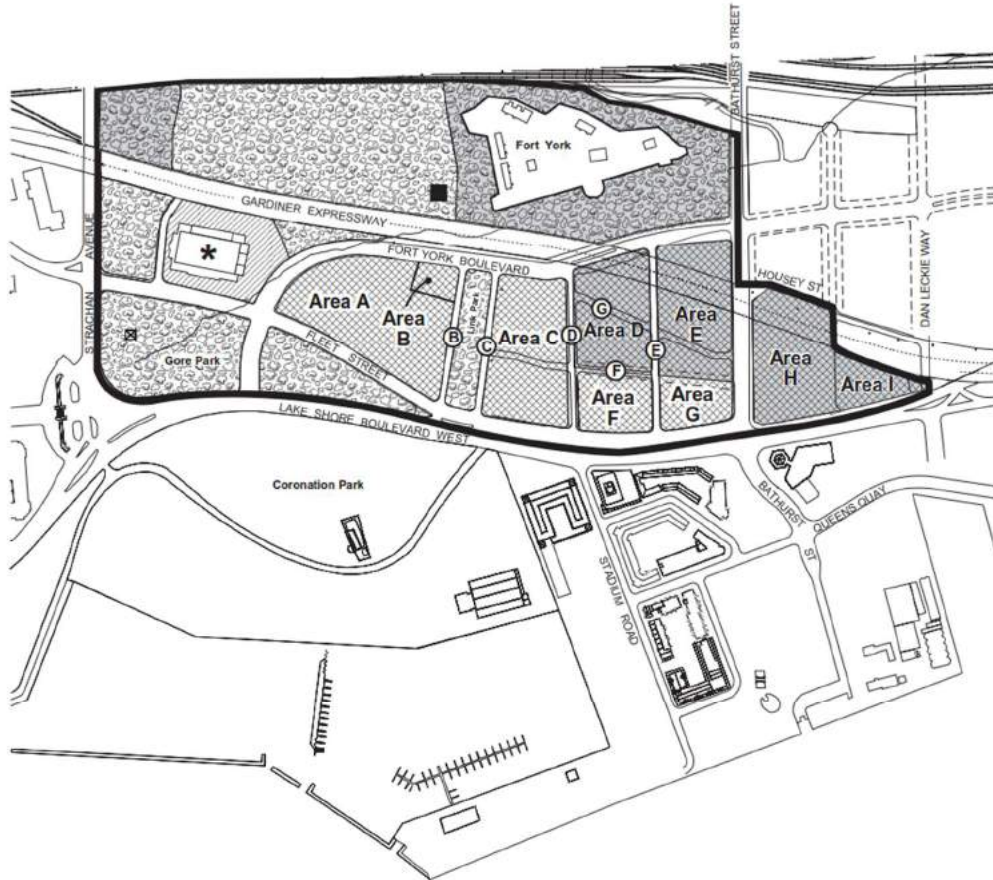 BATHURST STREET
Fort York
GARDINER EXPRESSWAY
STRACHAN AVENUE
*
FORT YORK BOULEVARD
HOUSEY ST
DAN LECKIE WAY
Area A
Area
B
B
Link Park
C
Area C
D
G
Area D
E
Area
E
F
Area
F
Area
G
Area
H
Area I
Gore Park
FLEET STREET
LAKE SHORE BOULEVARD WEST
Coronation Park
BATHURST ST
QUEENS QUAY
STADIUM ROAD